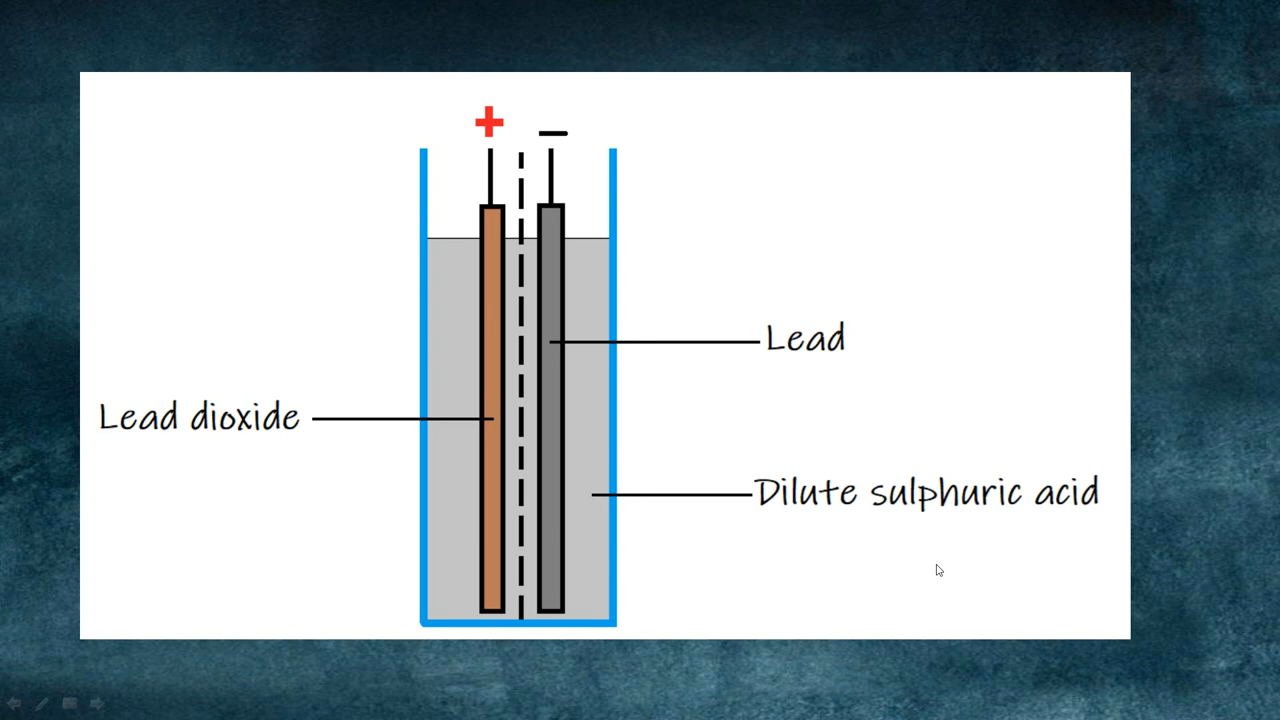 + –
Lead
Lead dioxide
Dilute sulphuric acid